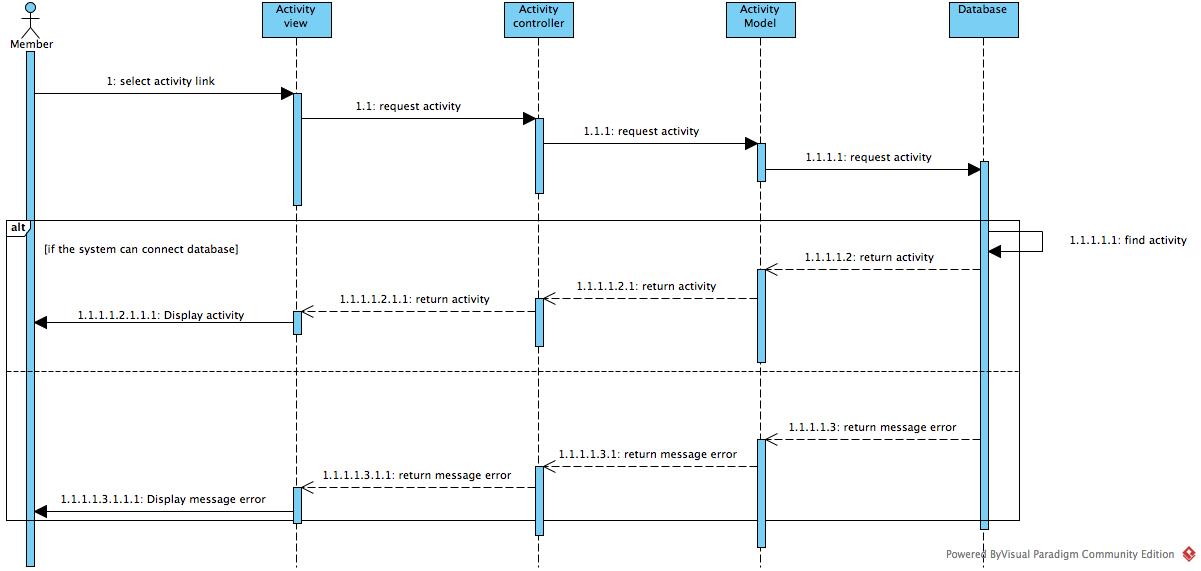 Member
Activity
view
Activity
controller
Activity
Model
Database
1: select activity link
1.1: request activity
1.1.1: request activity
1.1.1.1: request activity
alt
[if the system can connect database]
1.1.1.1.1: find activity
1.1.1.1.2: return activity
1.1.1.1.2.1: return activity
1.1.1.1.2.1.1: return activity
1.1.1.1.2.1.1.1: Display activity
1.1.1.1.3: return message error
1.1.1.1.3.1: return message error
1.1.1.1.3.1.1: return message error
1.1.1.1.3.1.1.1: Display message error
Powered ByVisual Paradigm Community Edition